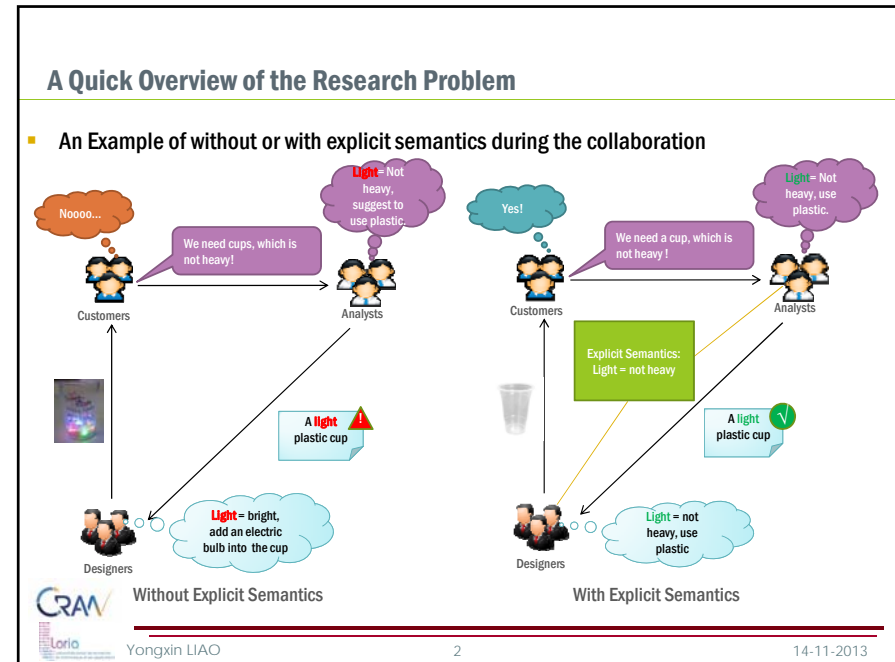 A Quick Overview of the Research Problem
An Example of without or with explicit semantics during the collaboration
Noooo...
We need cups, which is
not heavy!
Light= Not
heavy,
suggest to
use plastic.
Customers
Analysts
A light
plastic cup
!
Light = bright,
add an electric
bulb into the cup
Designers
Without Explicit Semantics
Yes!
We need a cup, which is
not heavy !
Light= Not
heavy, use
plastic.
Customers
Analysts
Explicit Semantics:
Light = not heavy
A light
plastic cup
√
Light = not
heavy, use
plastic
Designers
With Explicit Semantics
CRAN
Loria
Yongxin LIAO
2
14-11-2013